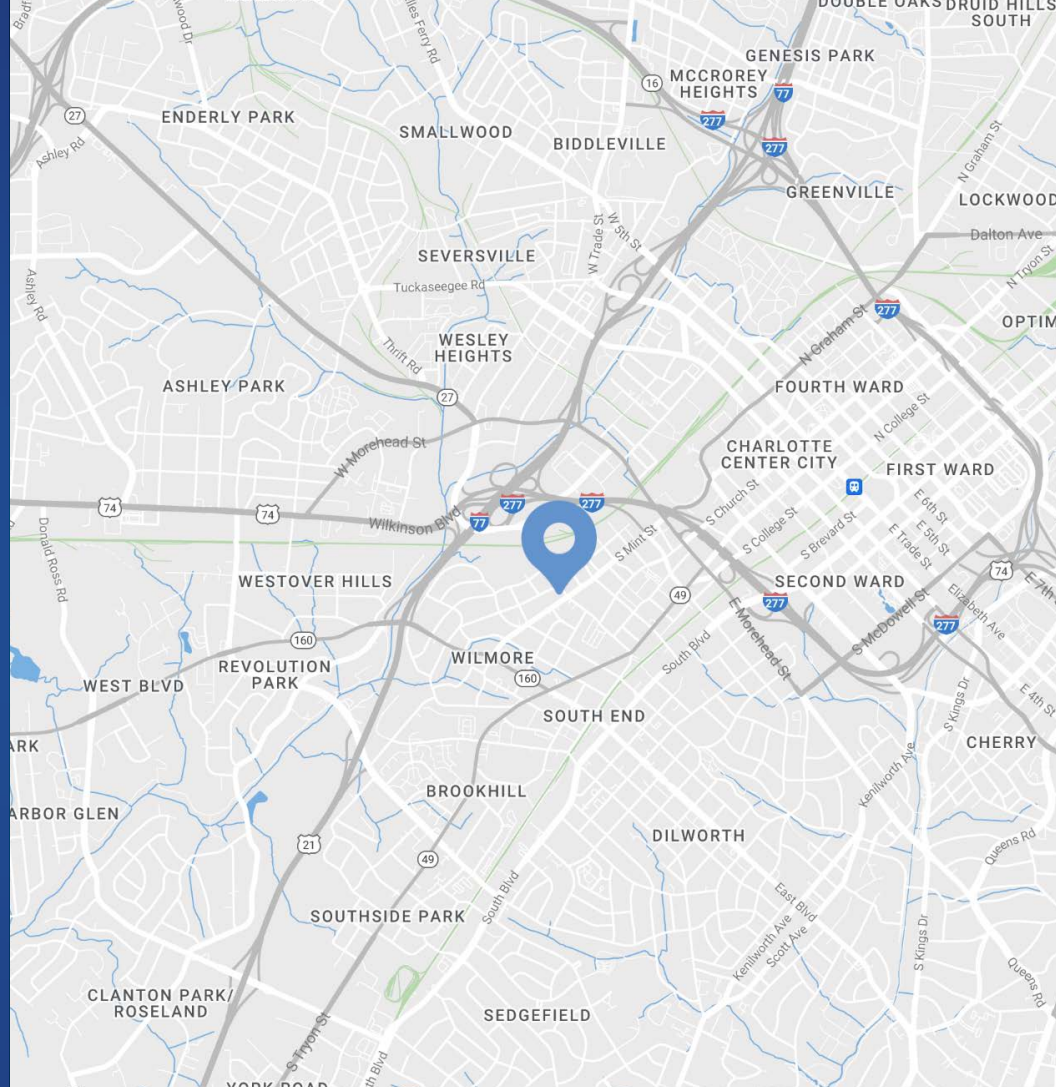 DOUBLE OAKS
DRUID HILLS
SOUTH
GENESIS PARK
MCCROREY
HEIGHTS
77
16
277
277
27
ENDERLY PARK
SMALLWOOD
BIDDLEVILLE
N Graham St
Ashley Rd
GREENVILLE
LOCKWOOD
Dalton Ave
W Trade St
W 5th St
N Tryon St
SEVERSVILLE
Tuckaseegee Rd
Ashley Rd
277
N Graham St
OPTIM
WESLEY
HEIGHTS
Thrift Rd
ASHLEY PARK
FOURTH WARD
27
N College St
W Morehead St
CHARLOTTE
CENTER CITY
FIRST WARD
74
74
277
277
Wilkinson Blvd
77
S Church St
S College St
S Brevard St
E 6th St
E 5th St
E Trade St
S Mint St
Donald Ross Rd
WESTOVER HILLS
49
SECOND WARD
74
E 7th
277
E Morehead St
S McDowell St
Elizabeth Ave
277
160
REVOLUTION
PARK
WILMORE
160
South Blvd
WEST BLVD
E 4th St
S Kings Dr
SOUTH END
CHERRY
ARK
Kenilworth Ave
BROOKHILL
ARBOR GLEN
DILWORTH
21
49
Queens Rd
South Blvd
East Blvd
SOUTHSIDE PARK
Kenilworth Ave
Scott Ave
S Kings Dr
Queens Rd
CLANTON PARK/
ROSELAND
SEDGEFIELD
S Tryon St
th Blvd
YORK ROAD